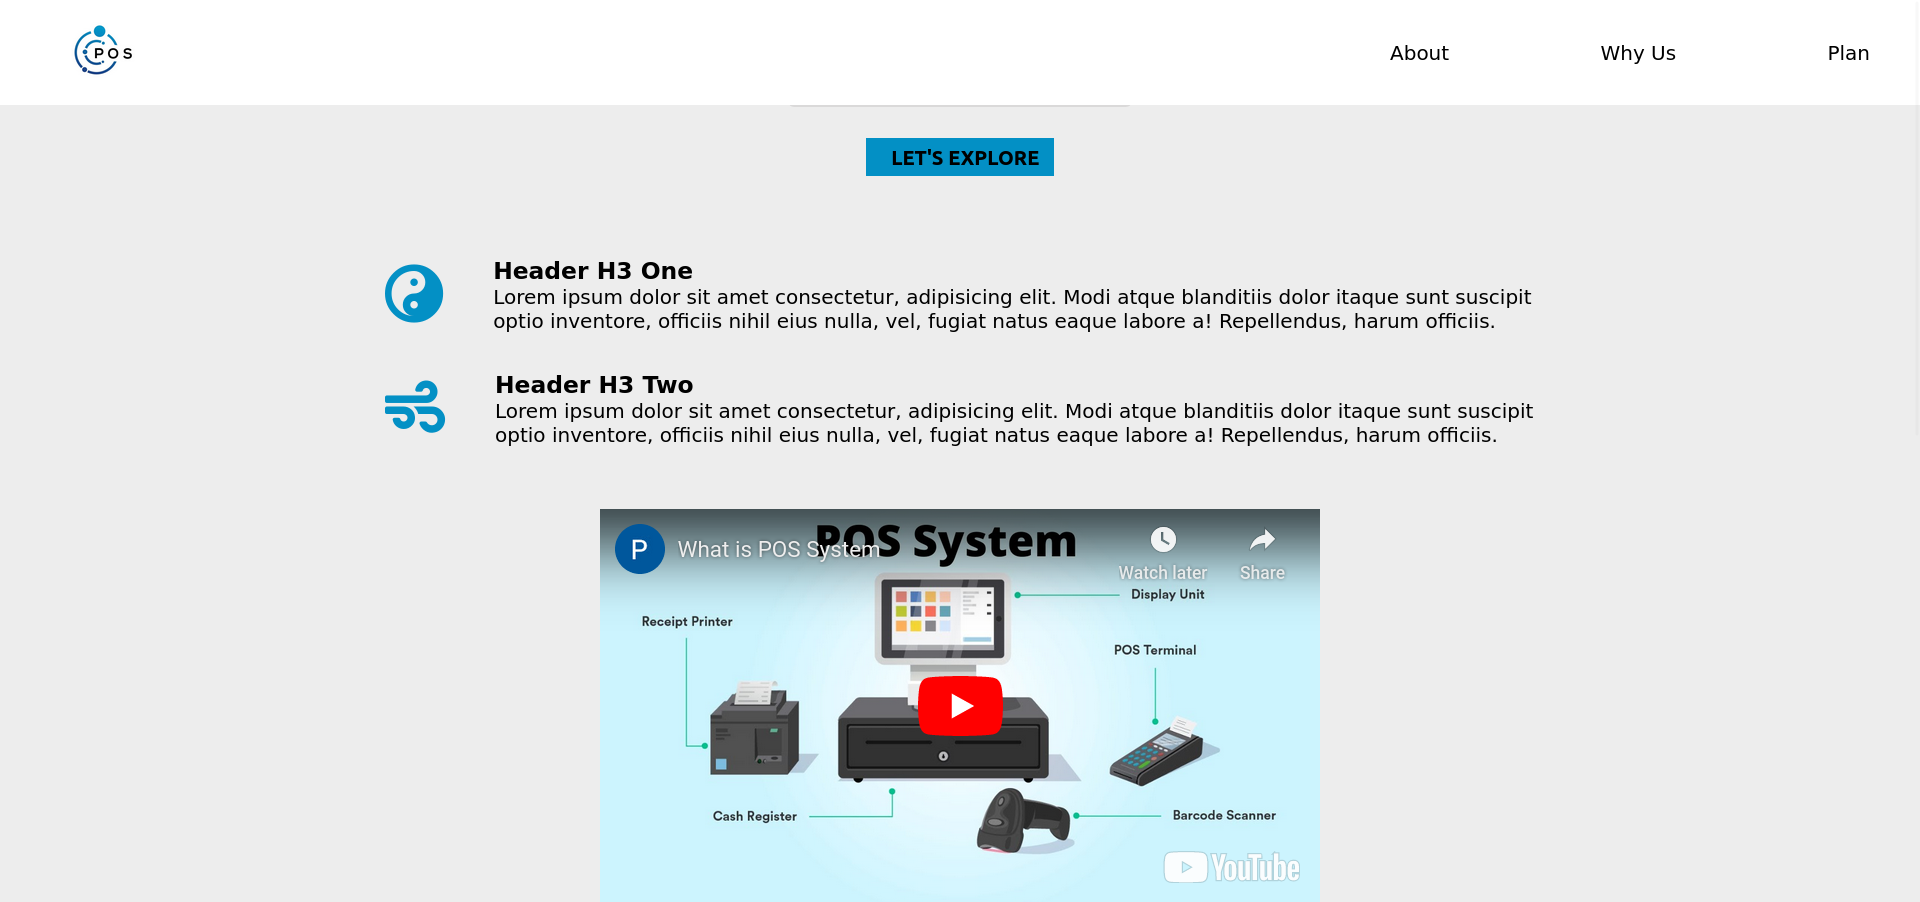 POS
About
Why Us
Plan
LET'S EXPLORE
Header H3 One
Lorem ipsum dolor sit amet consectetur, adipisicing elit. Modi atque blanditiis dolor itaque sunt suscipit
optio inventore, officiis nihil eius nulla, vel, fugiat natus eaque labore a! Repellendus, harum officiis.
Header H3 Two
Lorem ipsum dolor sit amet consectetur, adipisicing elit. Modi atque blanditiis dolor itaque sunt suscipit
optio inventore, officiis nihil eius nulla, vel, fugiat natus eaque labore a! Repellendus, harum officiis.
P
What is POS System
POS System
Watch later
Share
Display Unit
Receipt Printer
POS Terminal
Cash Register
Barcode Scanner
YouTube